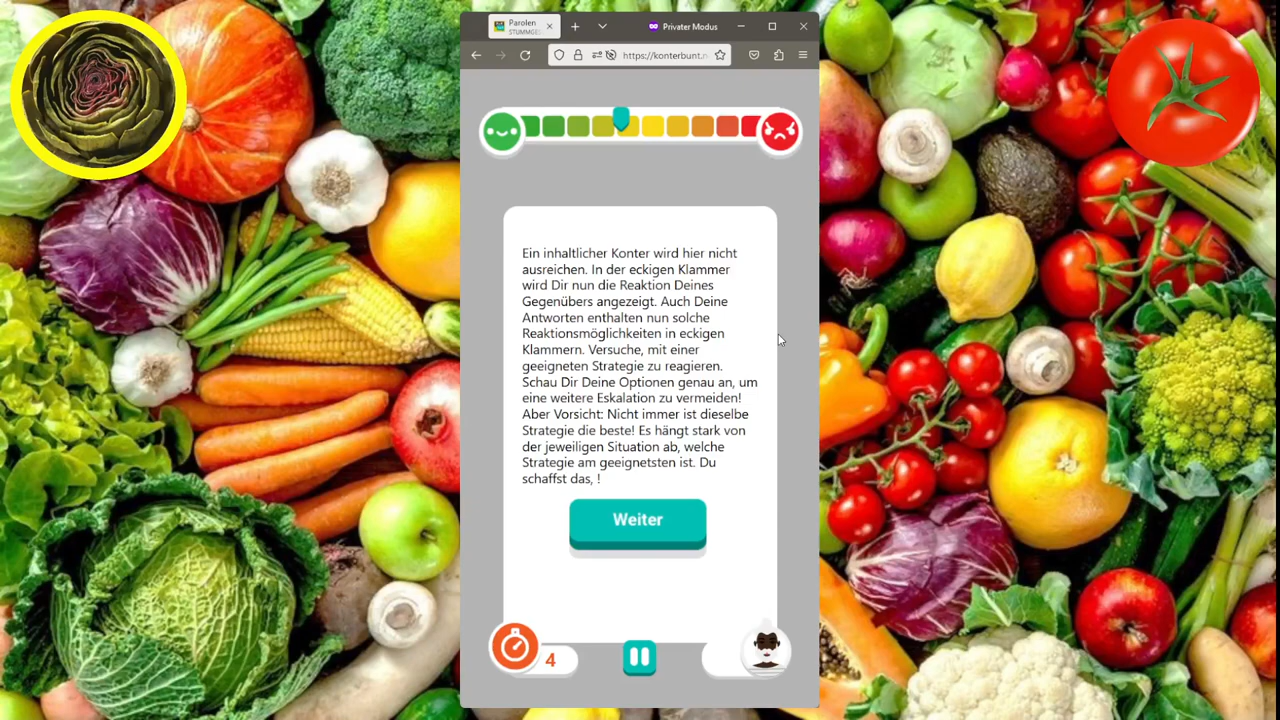 Parolen
STUMMGES
Privater Modus
https://konterbunt.
Ein inhaltlicher Konter wird hier nicht
ausreichen. In der eckigen Klammer
wird Dir nun die Reaktion Deines
Gegenübers angezeigt. Auch Deine
Antworten enthalten nun solche
Reaktionsmöglichkeiten in eckigen
Klammern. Versuche, mit einer
geeigneten Strategie zu reagieren.
Schau Dir Deine Optionen genau an, um
eine weitere Eskalation zu vermeiden!
Aber Vorsicht: Nicht immer ist dieselbe
Strategie die beste! Es hängt stark von
der jeweiligen Situation ab, welche
Strategie am geeignetsten ist. Du
schaffst das, !
Weiter
4